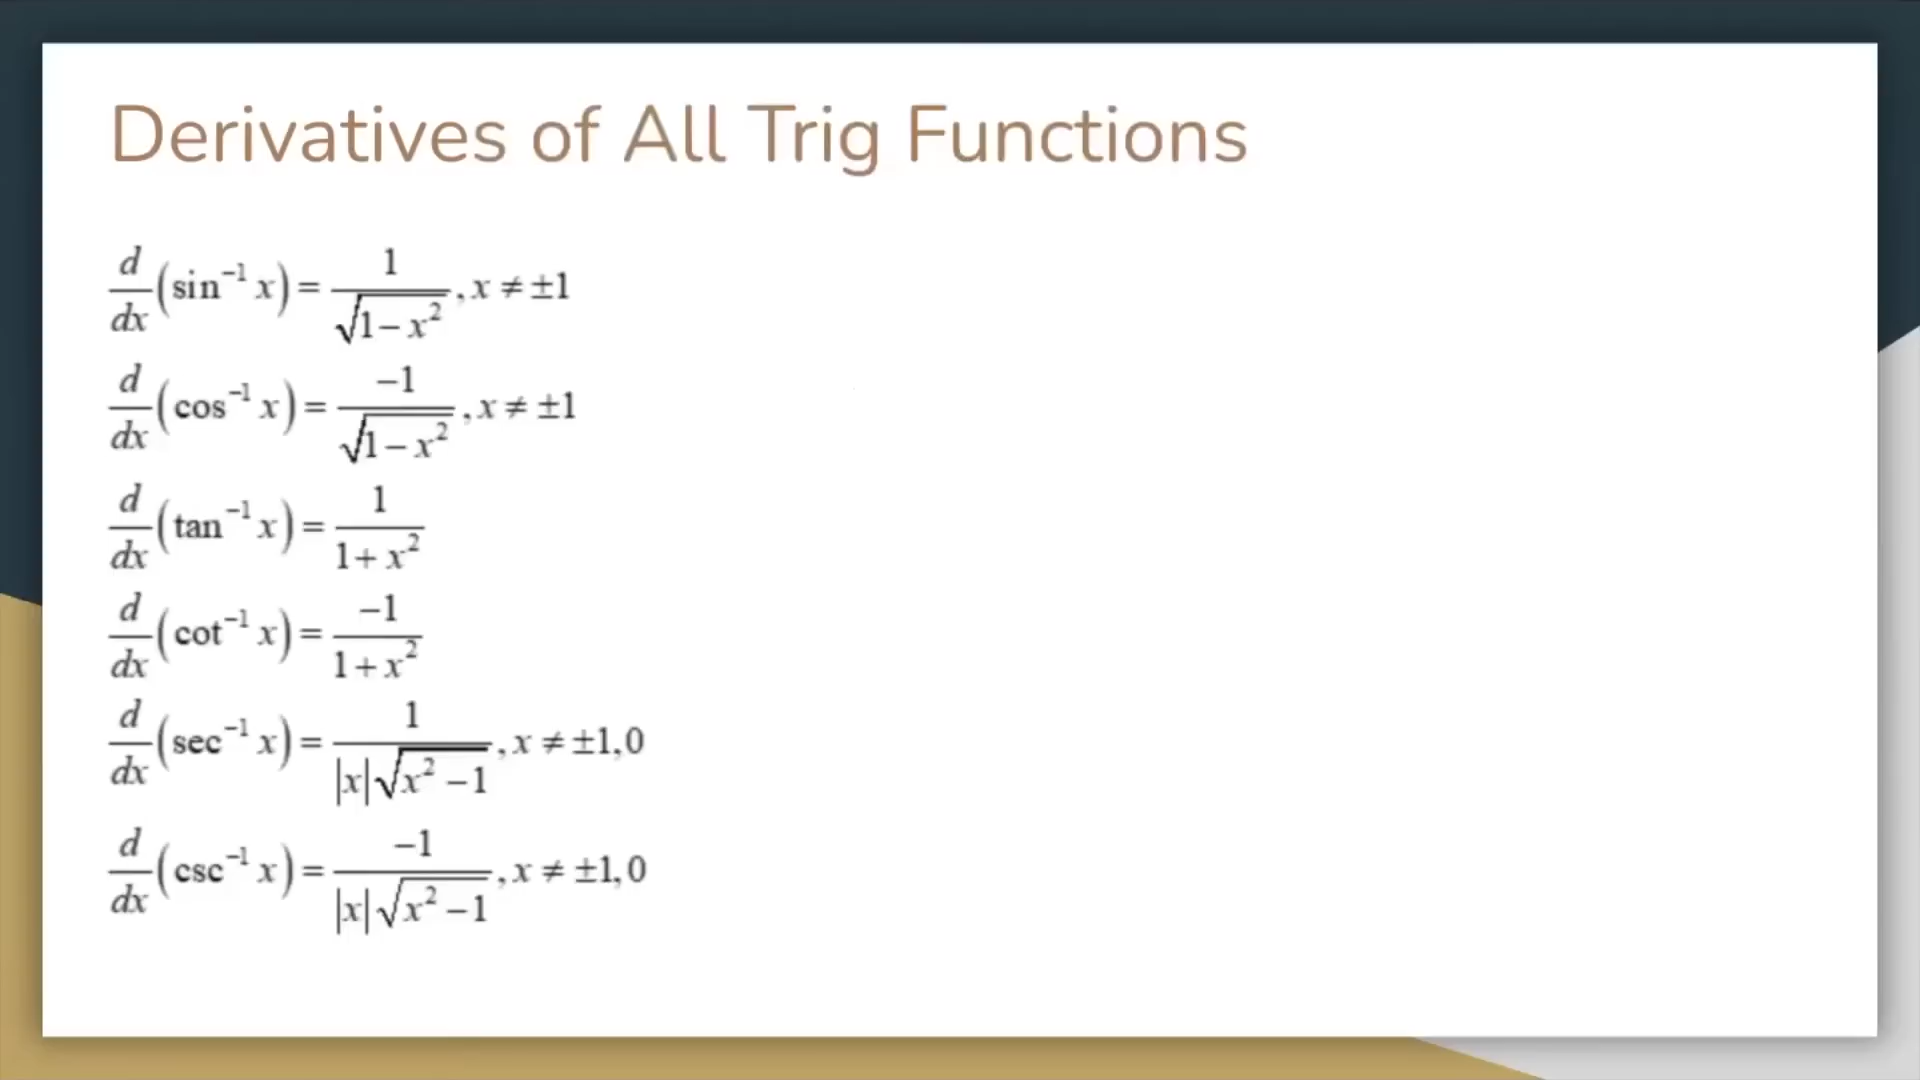 Derivatives of All Trig Functions
d/dx (sin⁻¹ x) = 1/√(1−x²), x ≠ ±1
d/dx (cos⁻¹ x) = −1/√(1−x²), x ≠ ±1
d/dx (tan⁻¹ x) = 1/(1+x²)
d/dx (cot⁻¹ x) = −1/(1+x²)
d/dx (sec⁻¹ x) = 1/(|x|√(x²−1)), x ≠ ±1,0
d/dx (csc⁻¹ x) = −1/(|x|√(x²−1)), x ≠ ±1,0